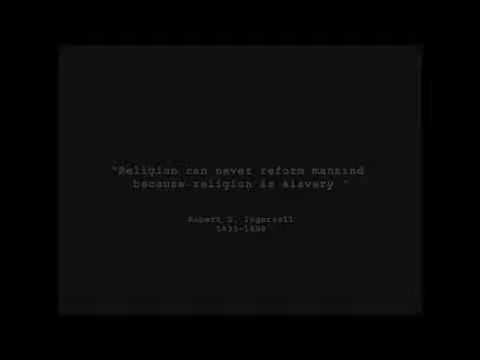 "Religion can never reform mankind
because religion is slavery "
Robert G. Ingersoll
1833-1899